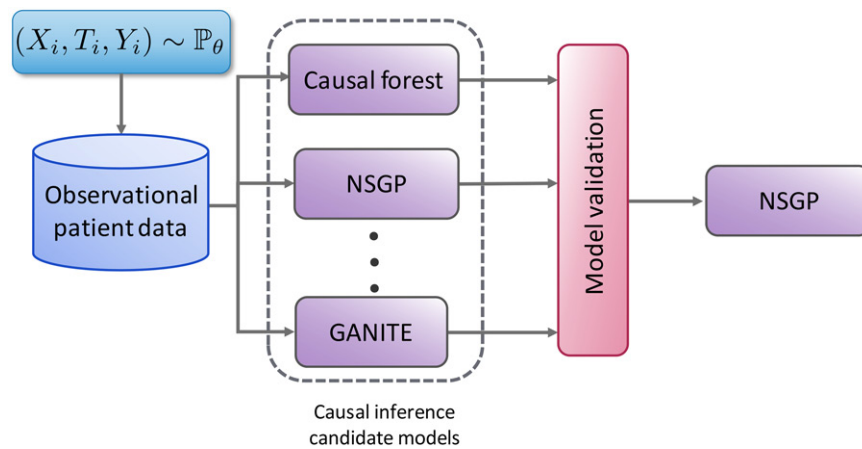 (X_i, T_i, Y_i) ∼ ℙ_θ
Observational
patient data
Causal forest
NSGP
GANITE
Causal inference
candidate models
Model validation
NSGP